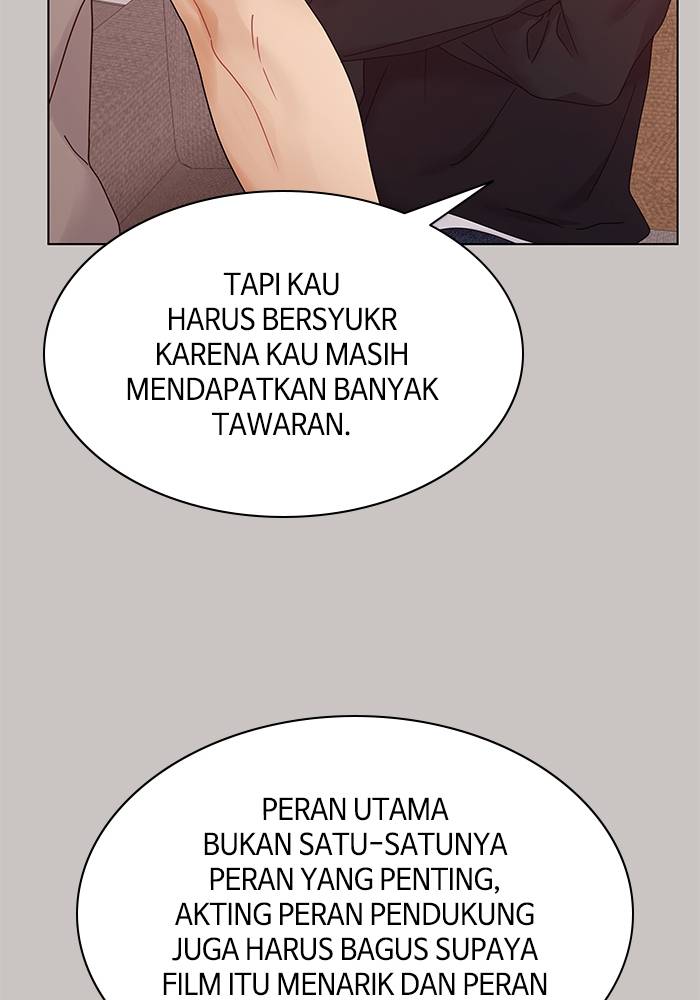 TAPI KAU
HARUS BERSYUKR
KARENA KAU MASIH
MENDAPATKAN BANYAK
TAWARAN.
PERAN UTAMA
BUKAN SATU-SATUNYA
PERAN YANG PENTING,
AKTING PERAN PENDUKUNG
JUGA HARUS BAGUS SUPAYA
FILM ITU MENARIK DAN PERAN